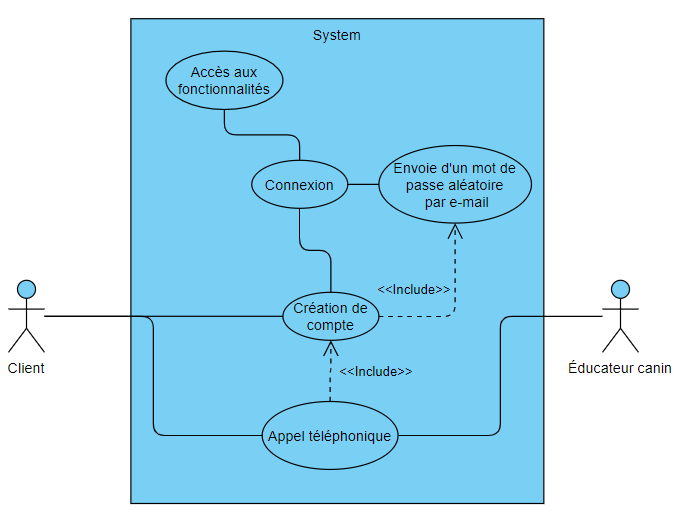 System
Accès aux
fonctionnalités
Connexion
Envoie d'un mot de
passe aléatoire
par e-mail
<<Include>>
Création de
compte
Client
Éducateur canin
<<Include>>
Appel téléphonique